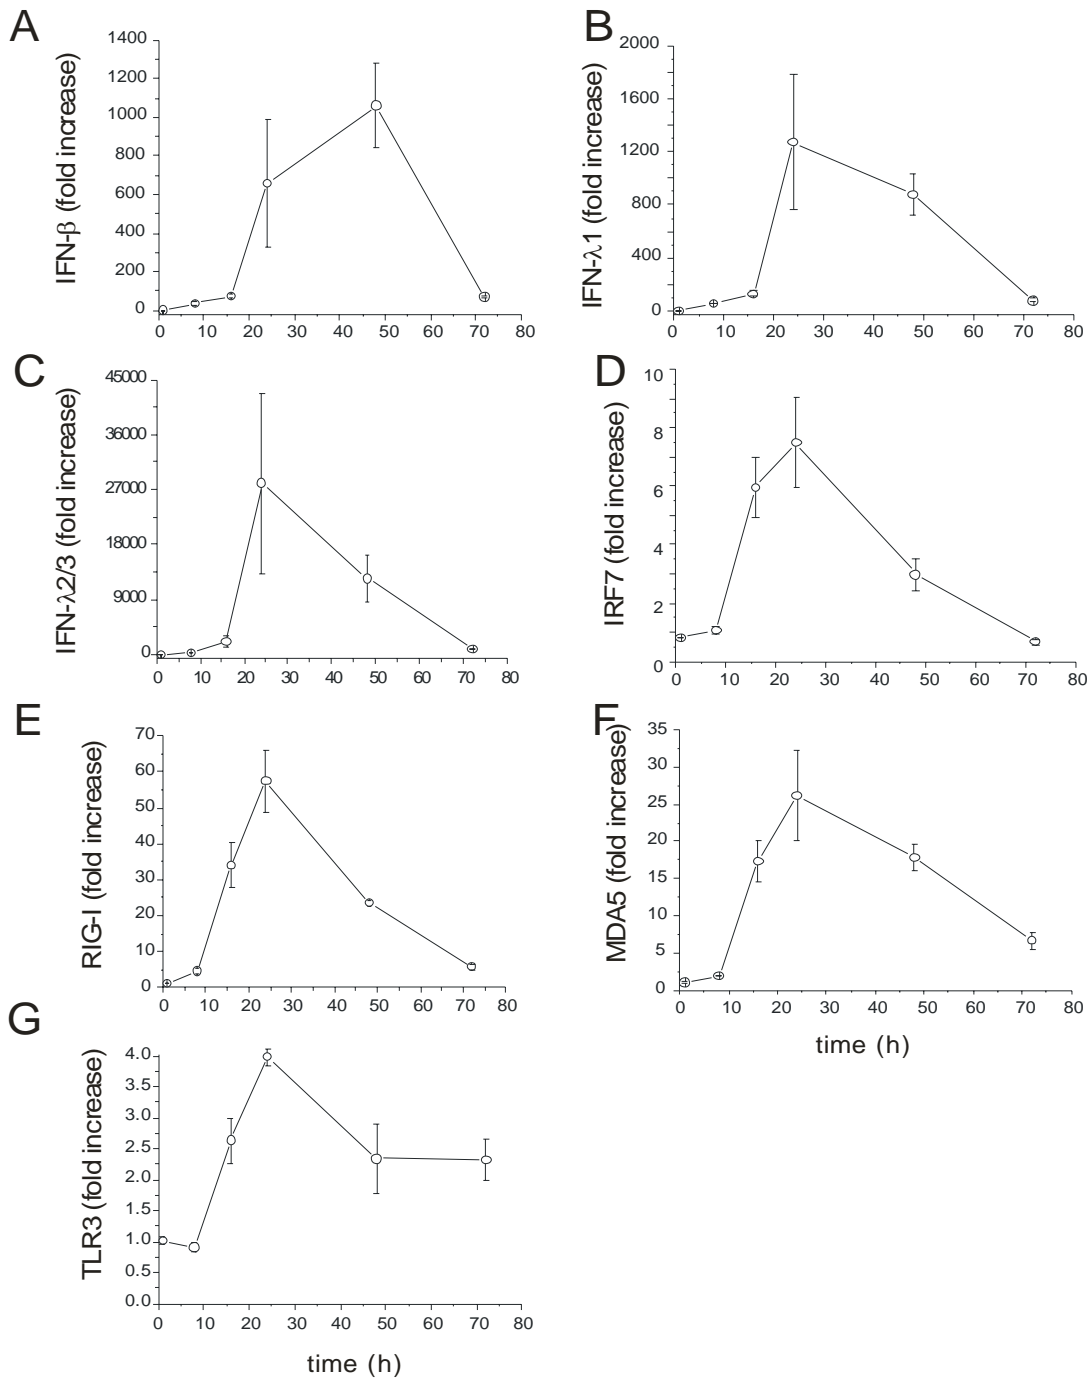 A
IFN-β (fold increase)
1400
1200
1000
800
600
400
200
0
0 10 20 30 40 50 60 70 80
B
IFN-λ1 (fold increase)
2000
1600
1200
800
400
0
0 10 20 30 40 50 60 70 80
C
IFN-λ2/3 (fold increase)
45000
36000
27000
18000
9000
0
0 10 20 30 40 50 60 70 80
D
IRF7 (fold increase)
10
8
6
4
2
0
0 10 20 30 40 50 60 70 80
E
RIG-I (fold increase)
70
60
50
40
30
20
10
0
0 10 20 30 40 50 60 70 80
F
MDA5 (fold increase)
35
30
25
20
15
10
5
0
0 10 20 30 40 50 60 70 80
time (h)
G
TLR3 (fold increase)
4.0
3.5
3.0
2.5
2.0
1.5
1.0
0.5
0.0
0 10 20 30 40 50 60 70 80
time (h)